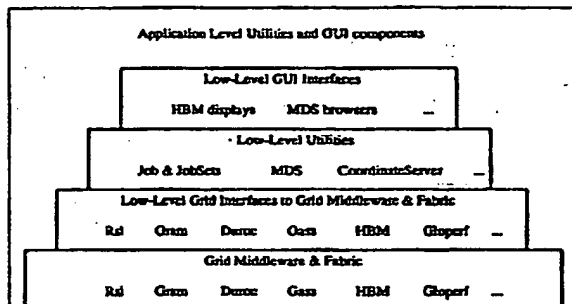 Application Level Utilities and GUI components
Low-Level GUI Interfaces
HBM displays MDS browsers ...
Low-Level Utilities
Job & JobSets MDS CoordinateServer ...
Low-Level Grid Interfaces to Grid Middleware & Fabric
Rsl Gram Duroc Gass HBM Gloperf ...
Grid Middleware & Fabric
Rsl Gram Duroc Gass HBM Gloperf ...